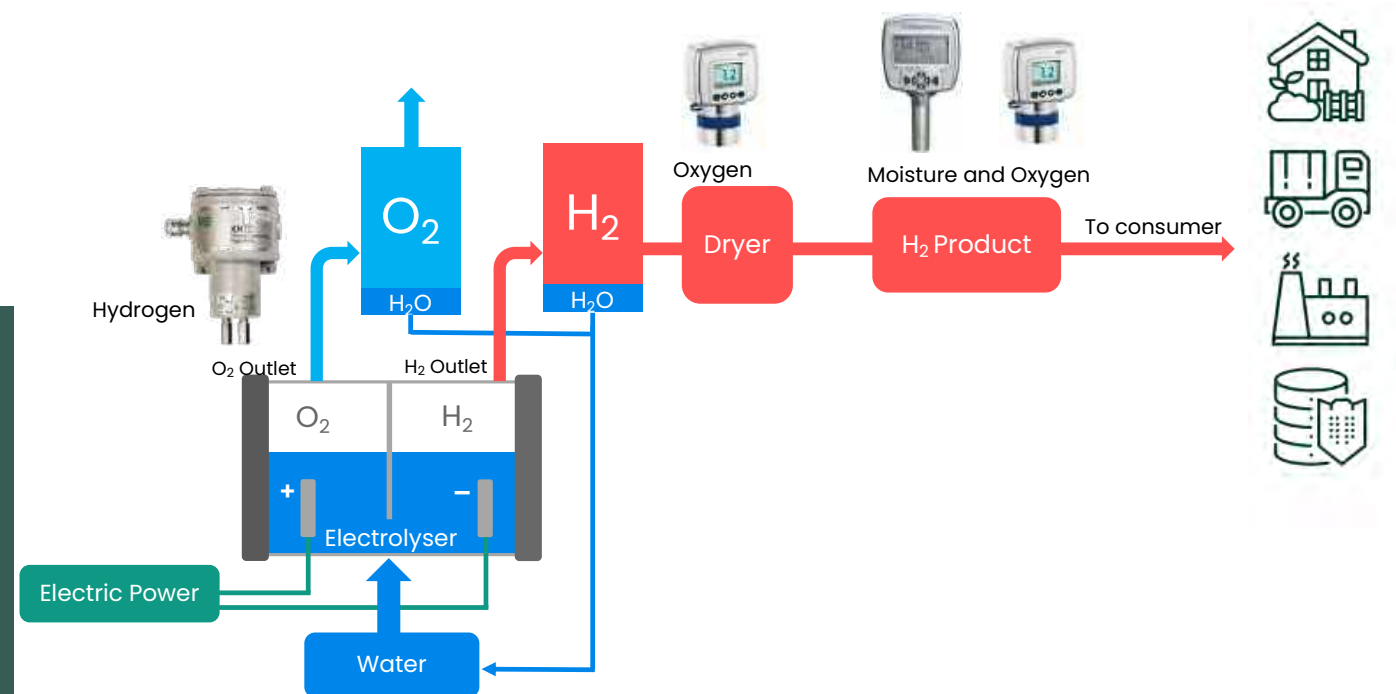 Oxygen
Moisture and Oxygen
Hydrogen
O₂
H₂O
H₂
H₂O
Dryer
H₂ Product
To consumer
O₂ Outlet
H₂ Outlet
O₂
H₂
+
−
Electrolyser
Electric Power
Water